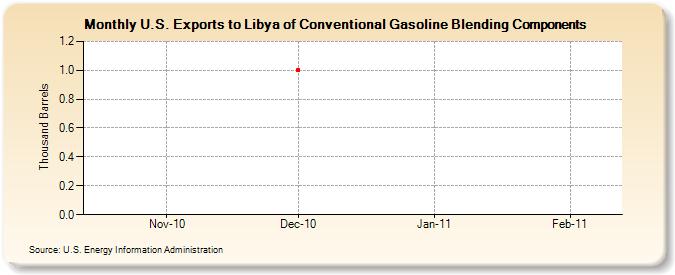 Monthly U.S. Exports to Libya of Conventional Gasoline Blending Components
Thousand Barrels
1.2
1.0
0.8
0.6
0.4
0.2
0.0
Nov-10 Dec-10 Jan-11 Feb-11
Source: U.S. Energy Information Administration